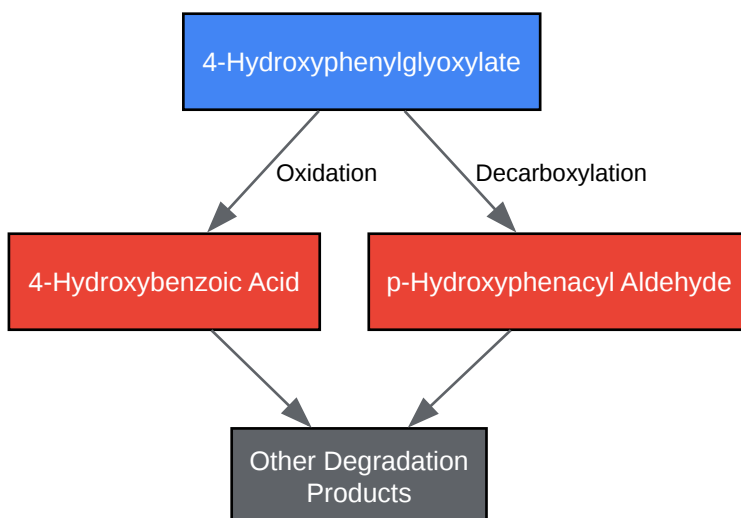 4-Hydroxyphenylglyoxylate
Oxidation
Decarboxylation
4-Hydroxybenzoic Acid
p-Hydroxyphenacyl Aldehyde
Other Degradation
Products